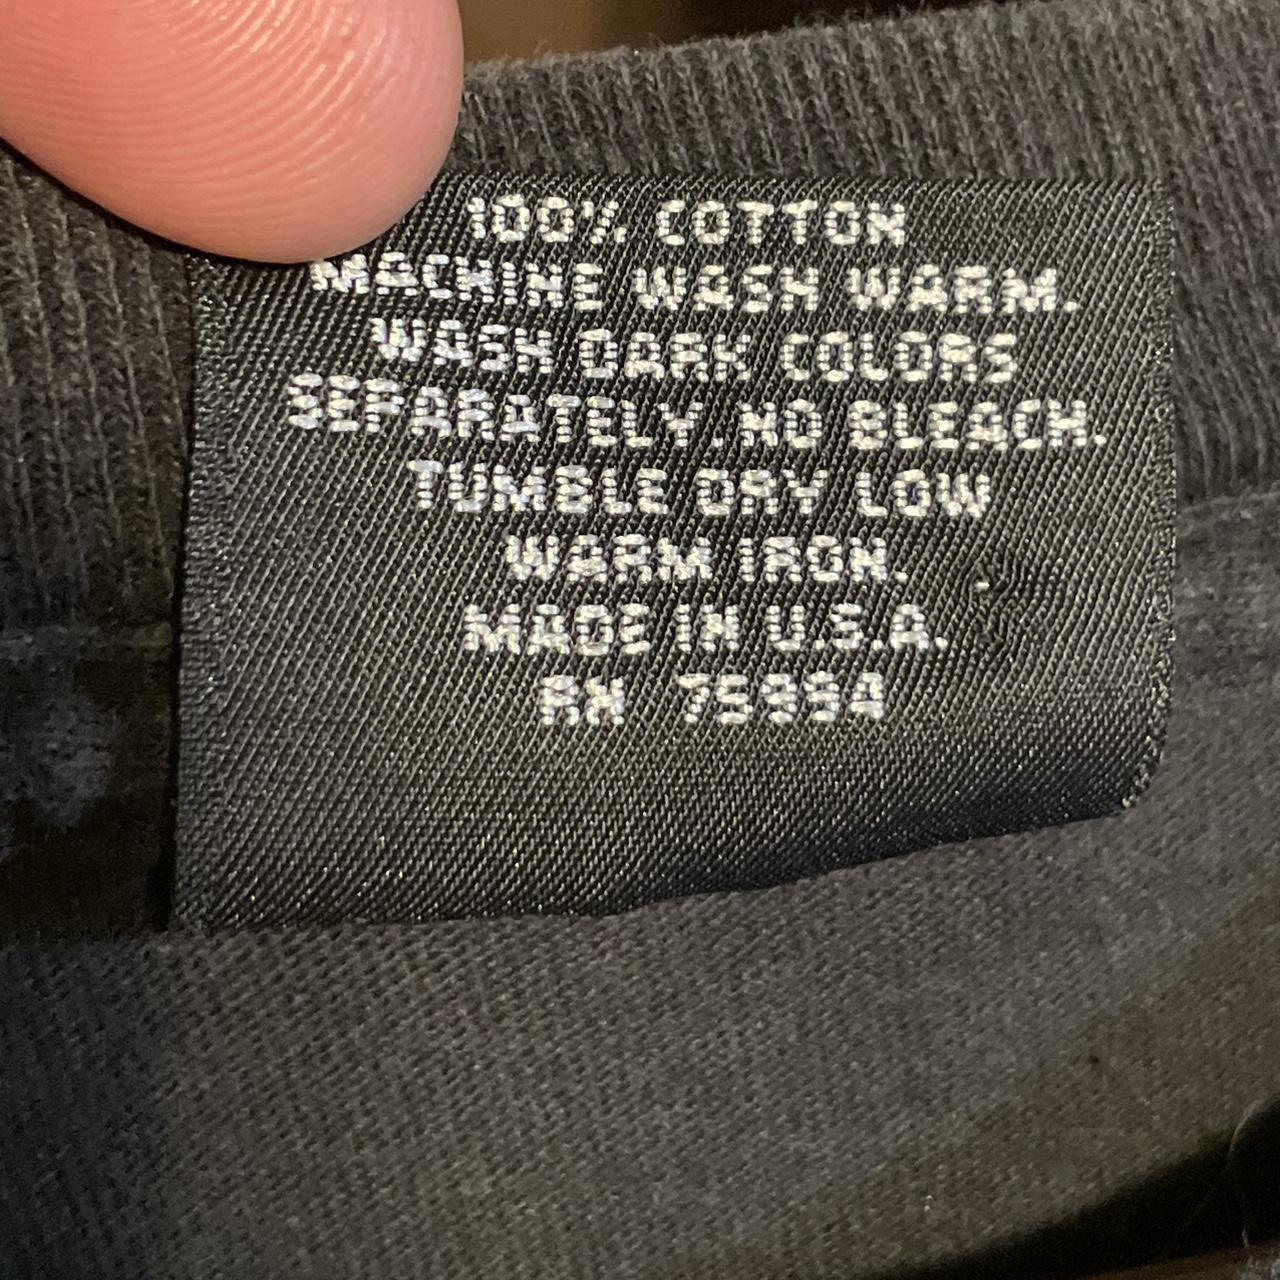 100% COTTON
MACHINE WASH WARM.
WASH DARK COLORS
SEPARATELY. NO BLEACH.
TUMBLE DRY LOW
WARM IRON.
MADE IN U.S.A.
RN